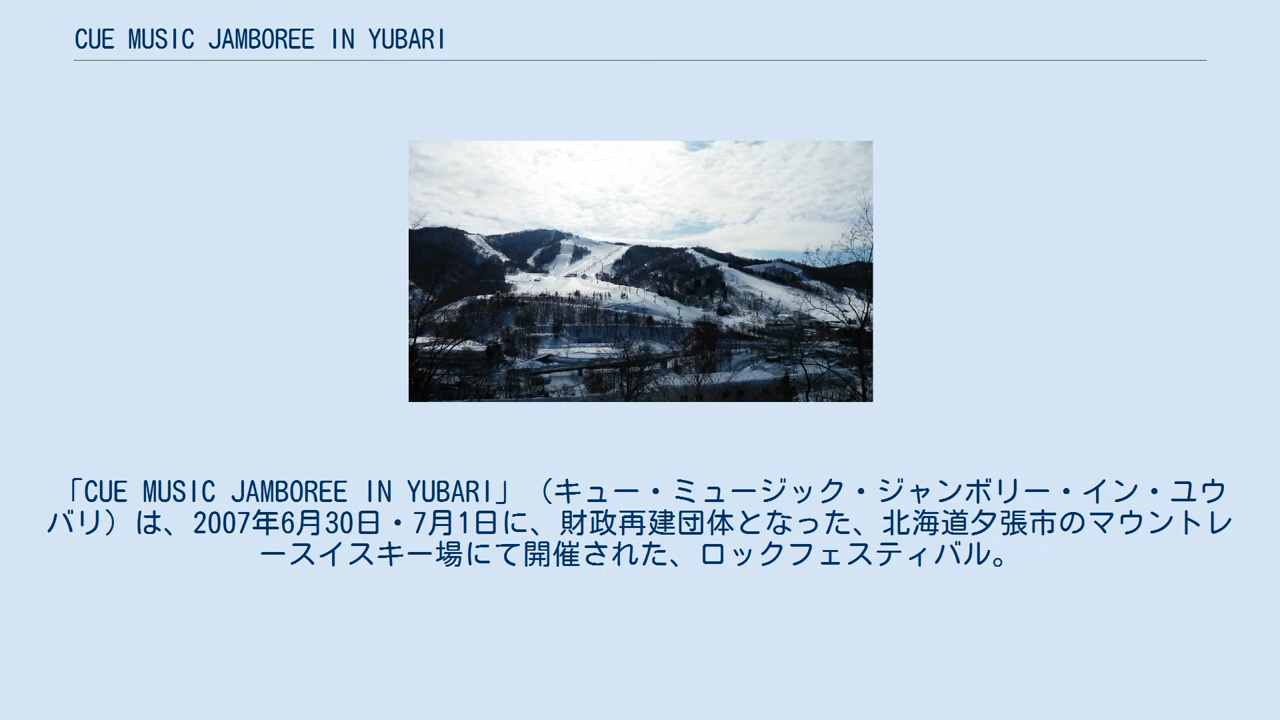 CUE MUSIC JAMBOREE IN YUBARI
「CUE MUSIC JAMBOREE IN YUBARI」（キュー・ミュージック・ジャンボリー・イン・ユウ
バリ）は、2007年6月30日・7月1日に、財政再建団体となった、北海道夕張市のマウントレ
ースイスキー場にて開催された、ロックフェスティバル。